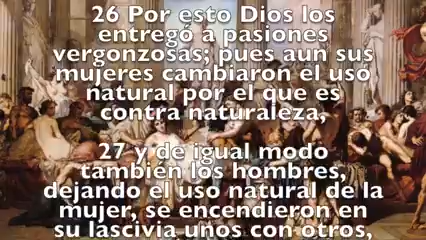 26 Por esto Dios los
entregó a pasiones
vergonzosas; pues aun sus
mujeres cambiaron el uso
natural por el que es
contra naturaleza,
27 y de igual modo
también los hombres,
dejando el uso natural de la
mujer, se encendieron en
su lascivia unos con otros,